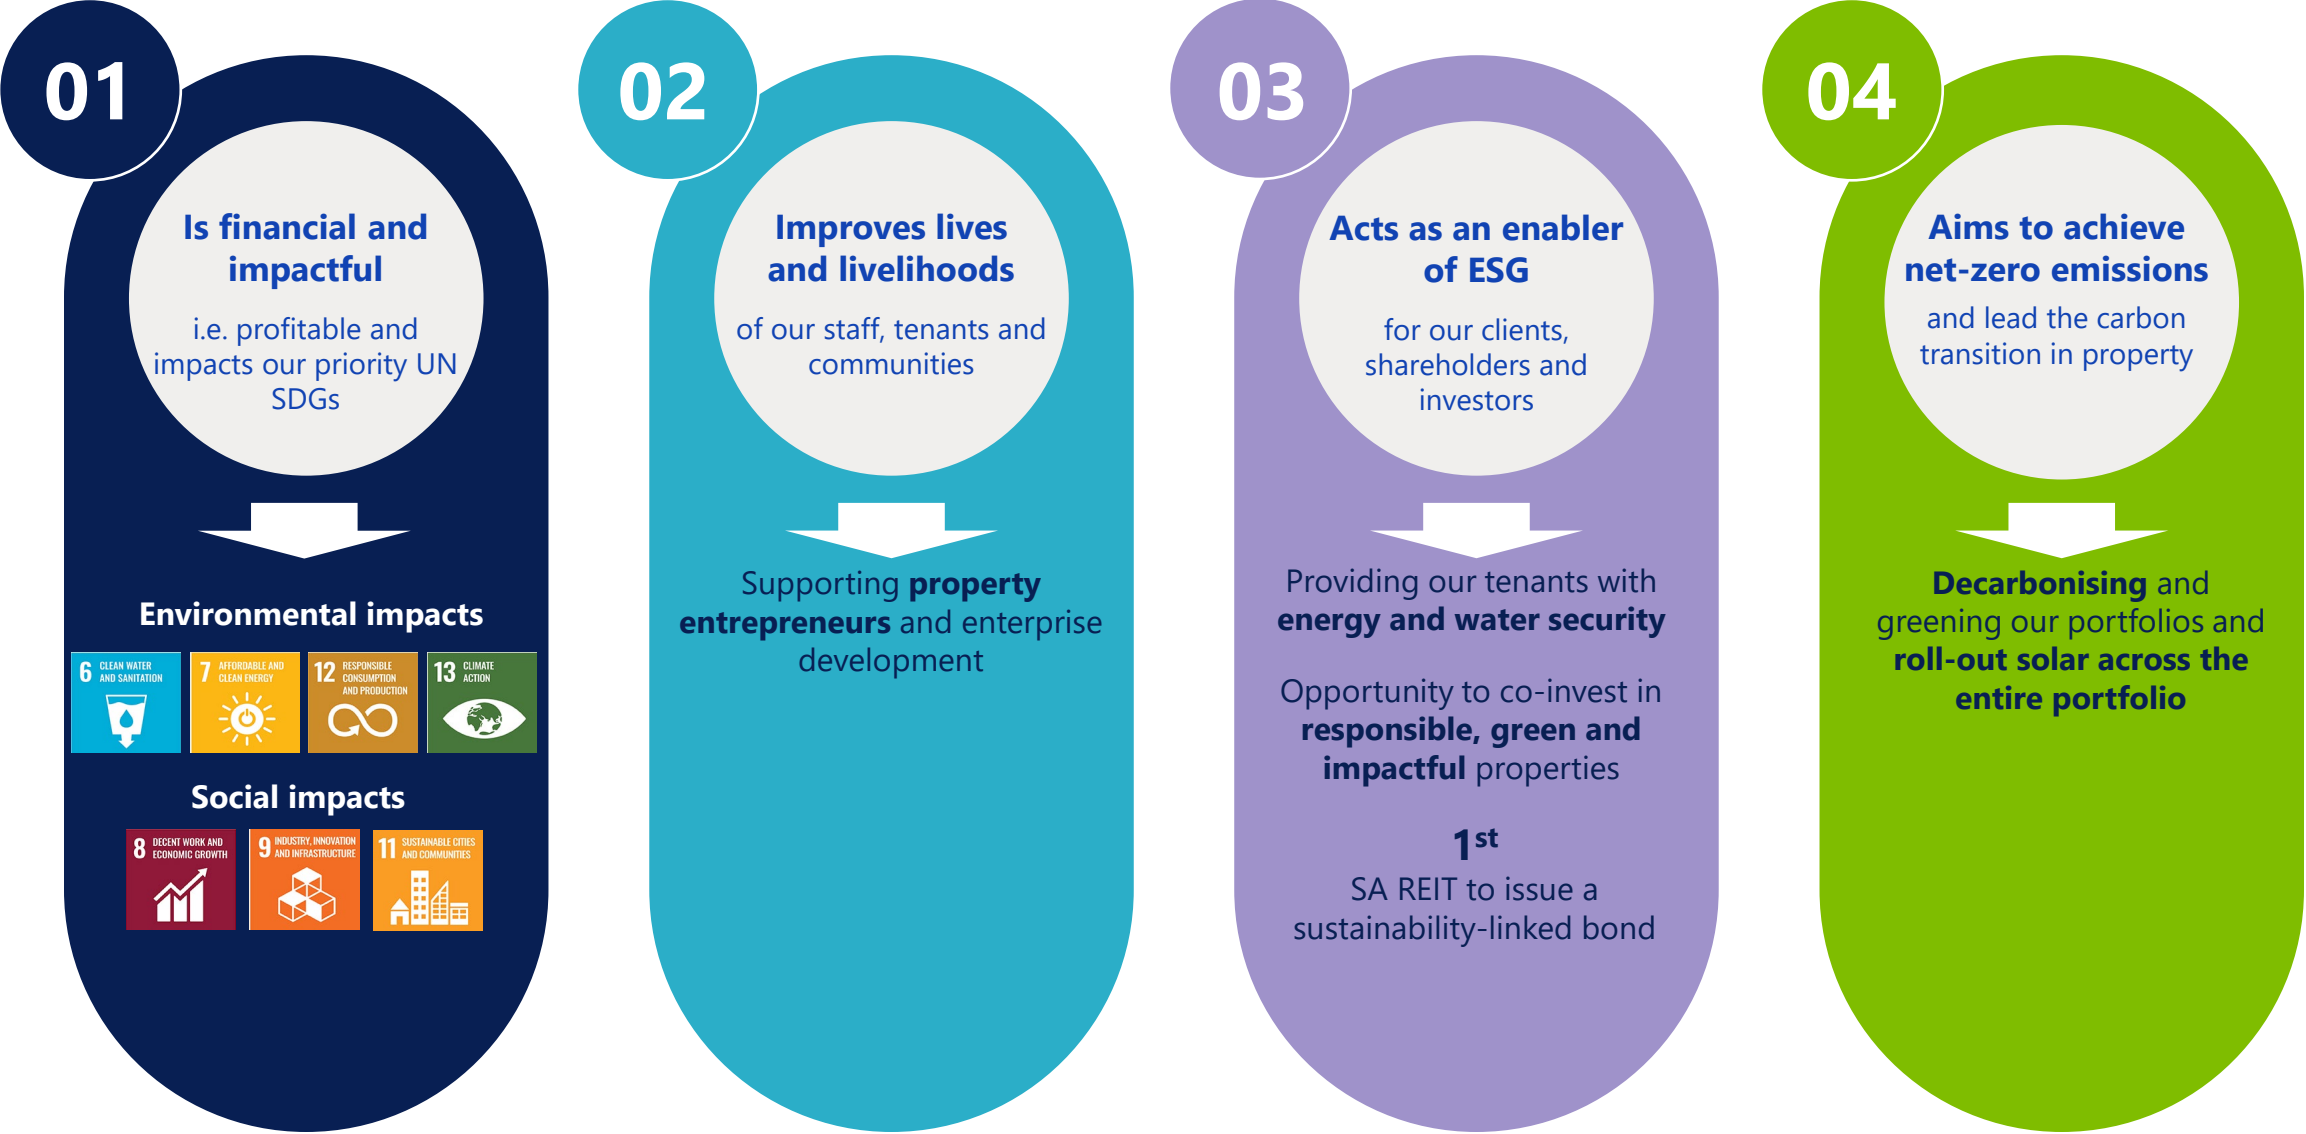 01
Is financial and
impactful
i.e. profitable and
impacts our priority UN
SDGs
Environmental impacts
6 CLEAN WATER
AND SANITATION
7 AFFORDABLE AND
CLEAN ENERGY
12 RESPONSIBLE
CONSUMPTION
AND PRODUCTION
13 CLIMATE
ACTION
Social impacts
8 DECENT WORK AND
ECONOMIC GROWTH
9 INDUSTRY, INNOVATION
AND INFRASTRUCTURE
11 SUSTAINABLE CITIES
AND COMMUNITIES
02
Improves lives
and livelihoods
of our staff, tenants and
communities
Supporting property
entrepreneurs and enterprise
development
03
Acts as an enabler
of ESG
for our clients,
shareholders and
investors
Providing our tenants with
energy and water security
Opportunity to co-invest in
responsible, green and
impactful properties
1st
SA REIT to issue a
sustainability-linked bond
04
Aims to achieve
net-zero emissions
and lead the carbon
transition in property
Decarbonising and
greening our portfolios and
roll-out solar across the
entire portfolio